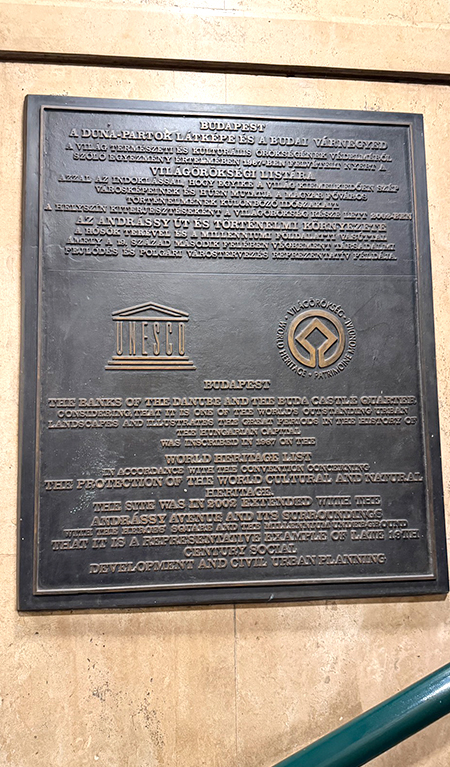 BUDAPEST
A DUNA-PARTOK LÁTKÉPE ÉS A BUDAI VÁRNEGYED
A VILÁG TERMÉSZETI ÉS KULTURÁLIS ÖRÖKSÉGÉNEK VÉDELMÉRŐL
SZÓLÓ EGYEZMÉNY ÉRTELMÉBEN 1987-BEN FELVÉTELT NYERT A
VILÁGÖRÖKSÉGI LISTÁRA
AZZAL AZ INDOKLÁSSAL, HOGY EGYIKE A VILÁG KIEMELKEDŐEN SZÉP
VÁROSKÉPEINEK ÉS HŰEN MUTATJA A MAGYAR FŐVÁROS
TÖRTÉNELMÉNEK KÜLÖNBÖZŐ IDŐSZAKAIT.
A HELYSZÍN KITERJESZTÉSEKÉNT A VILÁGÖRÖKSÉG RÉSZE LETT 2002-BEN
AZ ANDRÁSSY ÚT ÉS TÖRTÉNELMI KÖRNYEZETE
A HŐSÖK TERÉVEL ÉS A MILLENNIUMI FÖLD ALATTI VASÚTTAL,
AMELY A 19. SZÁZAD MÁSODIK FELÉBEN VÉGBEMENT TÁRSADALMI
FEJLŐDÉS ÉS POLGÁRI VÁROSTERVEZÉS REPREZENTATÍV PÉLDÁJA.
UNESCO
VILÁGÖRÖKSÉG · WORLD HERITAGE · PATRIMOINE MONDIAL
BUDAPEST
THE BANKS OF THE DANUBE AND THE BUDA CASTLE QUARTER
CONSIDERING THAT IT IS ONE OF THE WORLD'S OUTSTANDING URBAN
LANDSCAPES AND ILLUSTRATES THE GREAT PERIODS IN THE HISTORY OF
THE HUNGARIAN CAPITAL
WAS INSCRIBED IN 1987 ON THE
WORLD HERITAGE LIST
IN ACCORDANCE WITH THE CONVENTION CONCERNING
THE PROTECTION OF THE WORLD CULTURAL AND NATURAL
HERITAGE.
THE SITE WAS IN 2002 EXTENDED WITH THE
ANDRÁSSY AVENUE AND ITS SURROUNDINGS
WITH THE HEROES' SQUARE AND THE MILLENNIUM UNDERGROUND
THAT IT IS A REPRESENTATIVE EXAMPLE OF LATE 19TH.
CENTURY SOCIAL
DEVELOPMENT AND CIVIL URBAN PLANNING